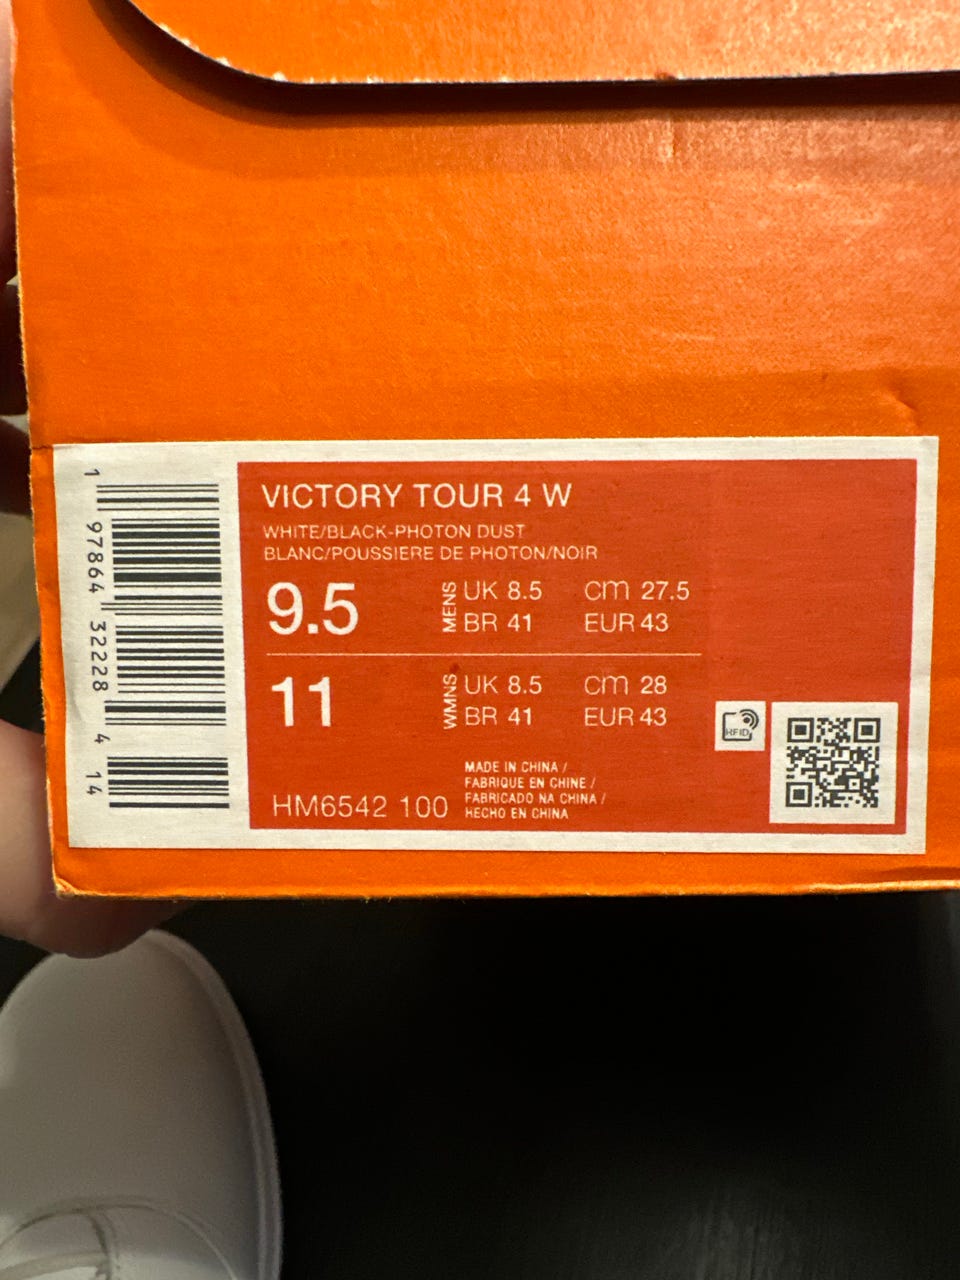 VICTORY TOUR 4 W
WHITE/BLACK-PHOTON DUST
BLANC/POUSSIERE DE PHOTON/NOIR
9.5
MENS
UK 8.5 cm 27.5
BR 41 EUR 43
11
WMNS
UK 8.5 cm 28
BR 41 EUR 43
MADE IN CHINA /
FABRIQUE EN CHINE /
FABRICADO NA CHINA /
HECHO EN CHINA
HM6542 100
RFID
1 97864 32228 4 14